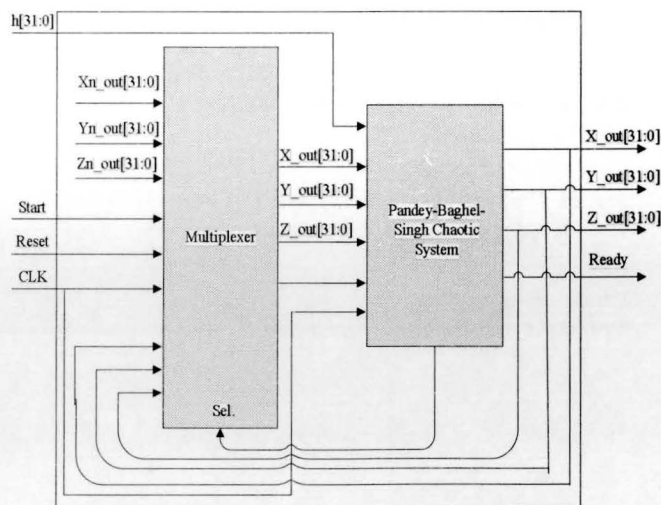 h[31:0]
Xn_out[31:0]
Yn_out[31:0]
Zn_out[31:0]
Start
Reset
CLK
Multiplexer
Sel.
X_out[31:0]
Y_out[31:0]
Z_out[31:0]
Pandey-Baghel-
Singh Chaotic
System
X_out[31:0]
Y_out[31:0]
Z_out[31:0]
Ready